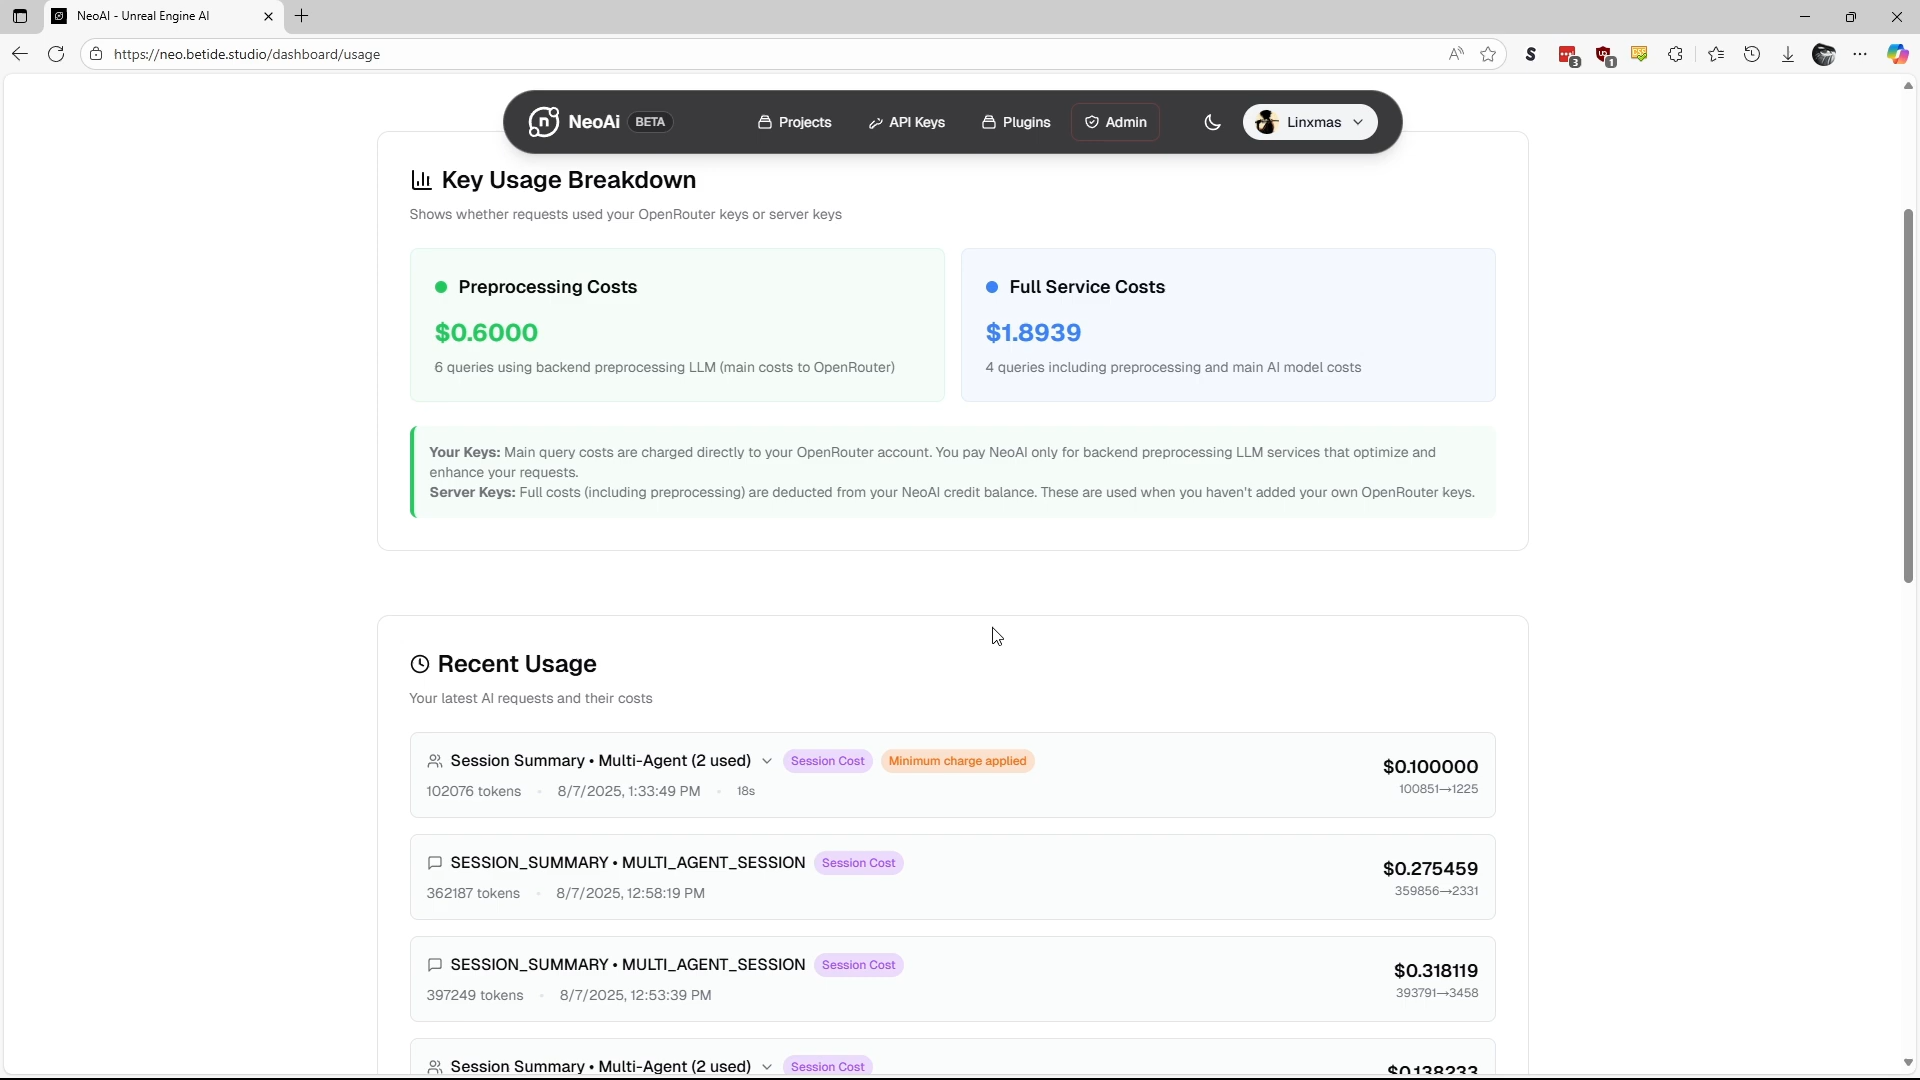 NeoAI - Unreal Engine AI
https://neo.betide.studio/dashboard/usage
3
1
NeoAi BETA
Projects
API Keys
Plugins
Admin
Linxmas
Key Usage Breakdown
Shows whether requests used your OpenRouter keys or server keys
Preprocessing Costs
$0.6000
6 queries using backend preprocessing LLM (main costs to OpenRouter)
Full Service Costs
$1.8939
4 queries including preprocessing and main AI model costs
Your Keys: Main query costs are charged directly to your OpenRouter account. You pay NeoAI only for backend preprocessing LLM services that optimize and
enhance your requests.
Server Keys: Full costs (including preprocessing) are deducted from your NeoAI credit balance. These are used when you haven't added your own OpenRouter keys.
Recent Usage
Your latest AI requests and their costs
Session Summary • Multi-Agent (2 used) Session Cost Minimum charge applied
$0.100000
102076 tokens • 8/7/2025, 1:33:49 PM • 18s
100851→1225
SESSION_SUMMARY • MULTI_AGENT_SESSION Session Cost
$0.275459
362187 tokens • 8/7/2025, 12:58:19 PM
359856→2331
SESSION_SUMMARY • MULTI_AGENT_SESSION Session Cost
$0.318119
397249 tokens • 8/7/2025, 12:53:39 PM
393791→3458
Session Summary • Multi-Agent (2 used) Session Cost
$0.138233